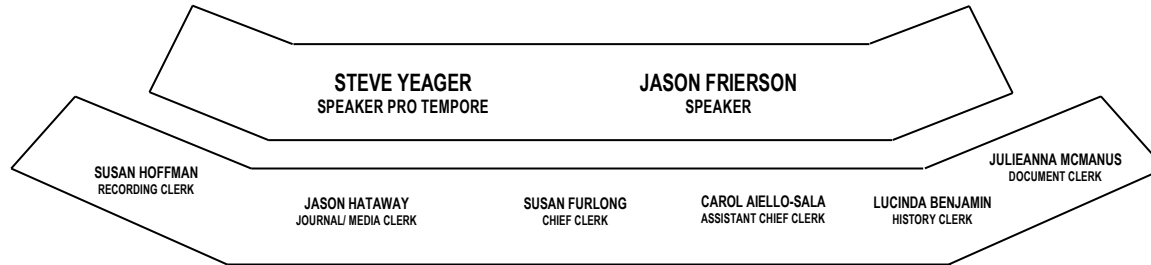 STEVE YEAGER
SPEAKER PRO TEMPORE
JASON FRIERSON
SPEAKER
SUSAN HOFFMAN
RECORDING CLERK
JASON HATAWAY
JOURNAL/ MEDIA CLERK
SUSAN FURLONG
CHIEF CLERK
CAROL AIELLO-SALA
ASSISTANT CHIEF CLERK
LUCINDA BENJAMIN
HISTORY CLERK
JULIEANNA MCMANUS
DOCUMENT CLERK